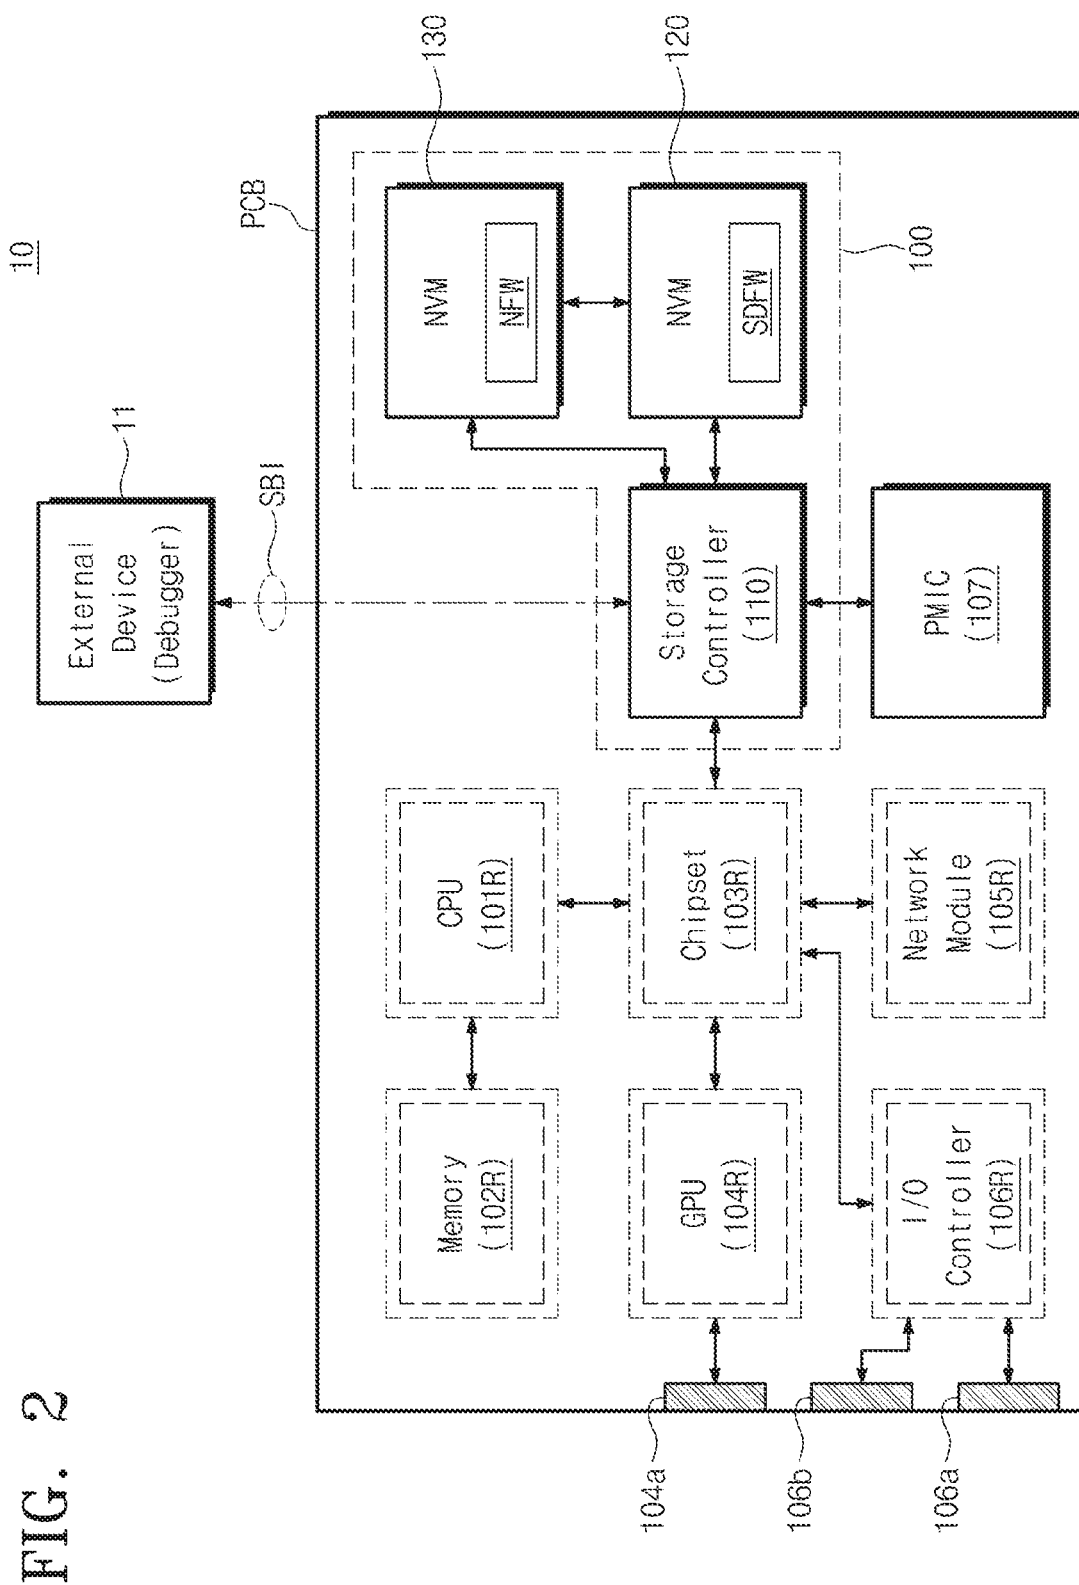 FIG. 2
10
External
Device
(Debugger)
11
SBI
PCB
130
120
100
Memory
(102R)
CPU
(101R)
NVM
NFW
GPU
(104R)
Chipset
(103R)
Storage
Controller
(110)
NVM
SDFW
I/O
Controller
(106R)
Network
Module
(105R)
PMIC
(107)
104a
106b
106a